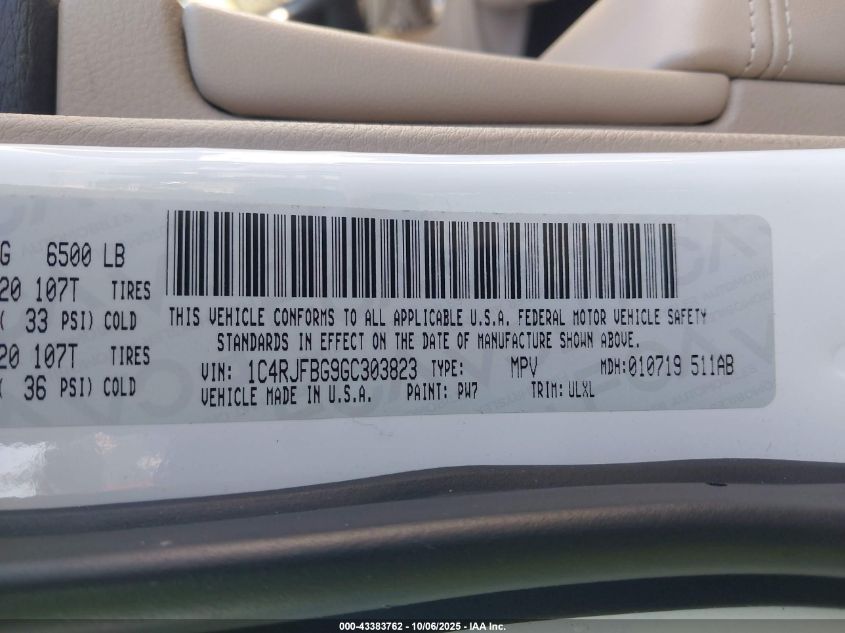 G 6500 LB
20 107T TIRES
( 33 PSI) COLD
20 107T TIRES
( 36 PSI) COLD
THIS VEHICLE CONFORMS TO ALL APPLICABLE U.S.A. FEDERAL MOTOR VEHICLE SAFETY
STANDARDS IN EFFECT ON THE DATE OF MANUFACTURE SHOWN ABOVE.
VIN: 1C4RJFBG9GC303823 TYPE: MPV MDH:010719 511AB
VEHICLE MADE IN U.S.A. PAINT: PW7 TRIM: ULXL
000-43383762 - 10/06/2025 - IAA Inc.